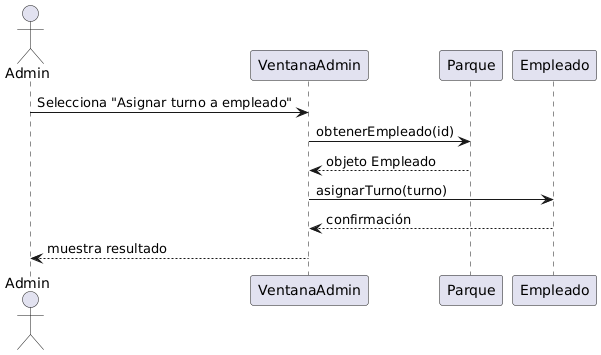 Admin
VentanaAdmin
Parque
Empleado
Selecciona "Asignar turno a empleado"
obtenerEmpleado(id)
objeto Empleado
asignarTurno(turno)
confirmación
muestra resultado
Admin
VentanaAdmin
Parque
Empleado